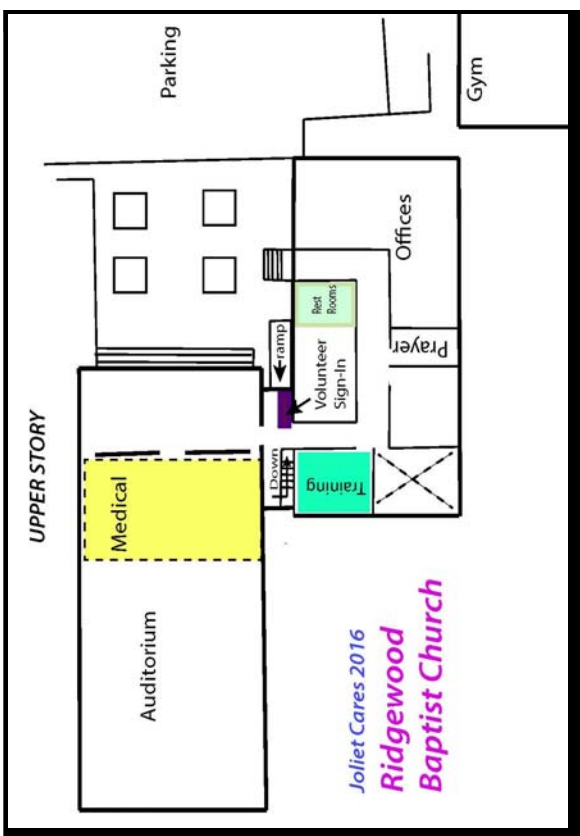 UPPER STORY
Parking
Gym
Offices
Rest
Rooms
Prayer
ramp
Volunteer
Sign-In
Down
Training
Medical
Auditorium
Joliet Cares 2016
Ridgewood
Baptist Church